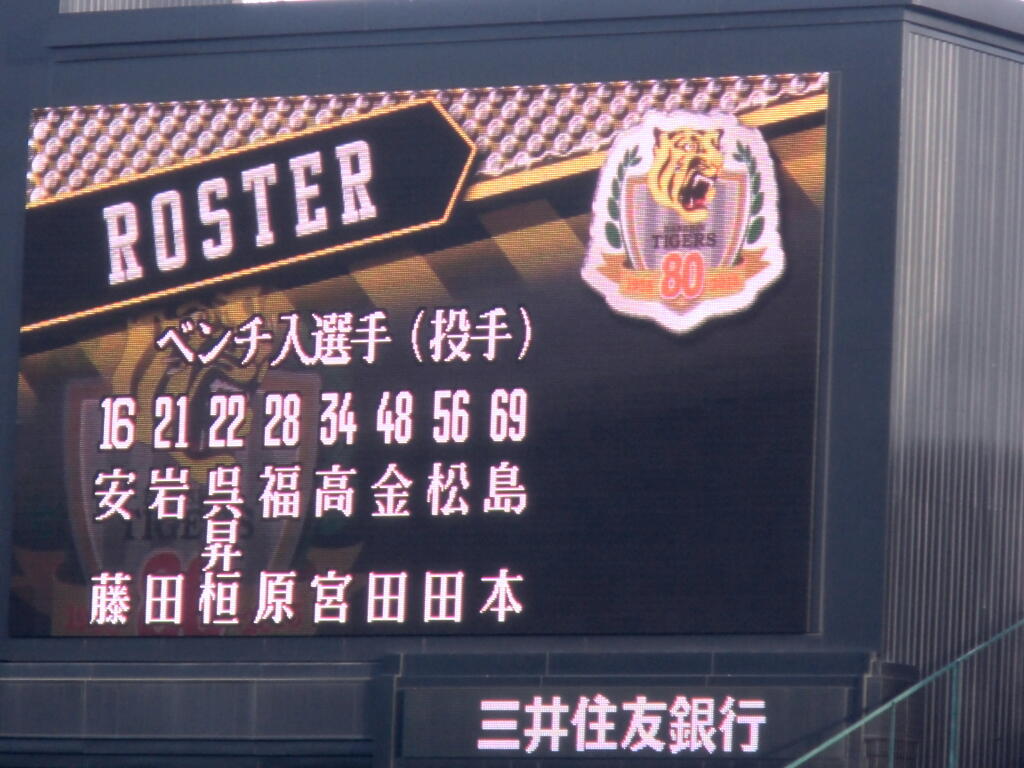 ROSTER
TIGERS
80
ベンチ入選手（投手）
16 21 22 28 34 48 56 69
安藤
岩田
呉昇桓
福原
高宮
金田
松田
島本
三井住友銀行